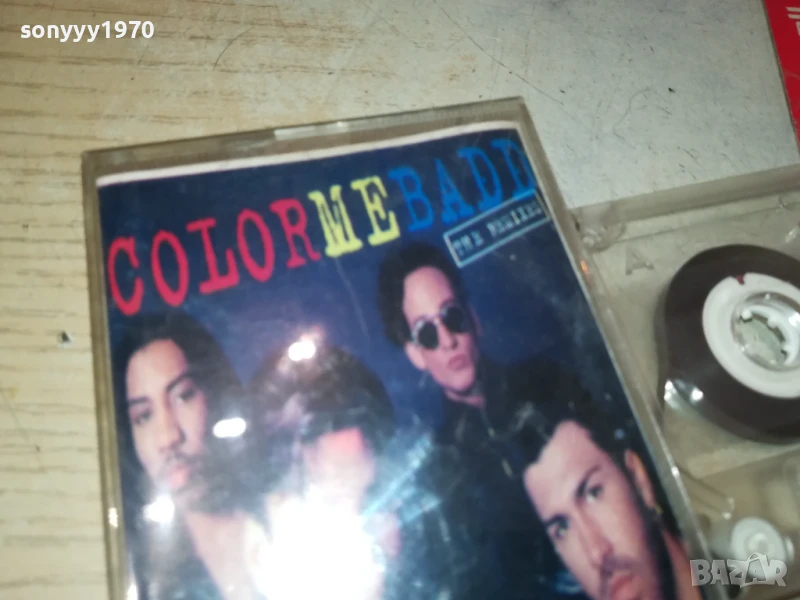 sonyyy1970
COLORMEBADD
THE REMIXES
A
BAZAR